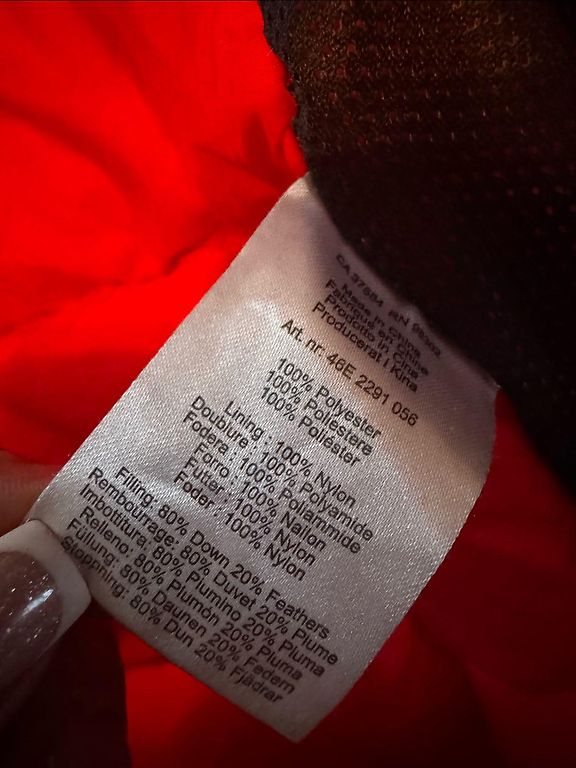 CA 37584 RN 98302
Made in China
Fabriqué en Chine
Prodotto in Cina
Producerat i Kina
Art. nr: 46E 2291 056
100% Polyester
100% Poliestere
100% Poliéster
Lining : 100% Nylon
Doublure : 100% Polyamide
Fodera : 100% Poliammide
Forro : 100% Nailon
Futter : 100% Nylon
Foder : 100% Nylon
Filling: 80% Down 20% Feathers
Rembourrage: 80% Duvet 20% Plume
Imbottitura: 80% Piumino 20% Piuma
Relleno: 80% Plumón 20% Pluma
Füllung: 80% Daunen 20% Federn
Stoppning: 80% Dun 20% Fjädrar